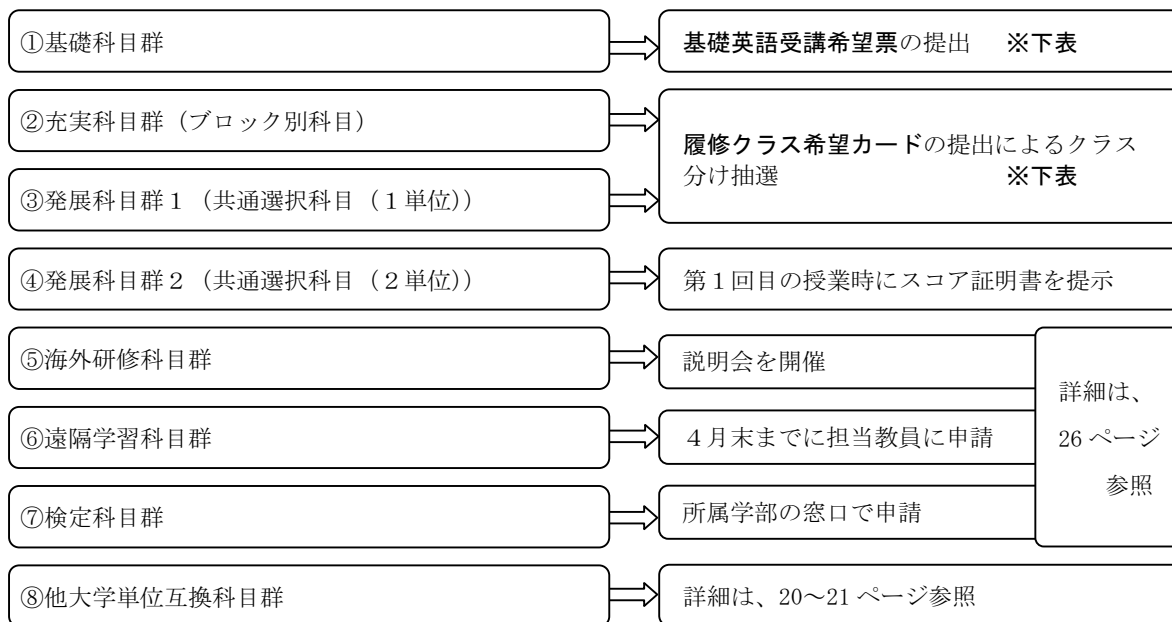 ①基礎科目群
基礎英語受講希望票の提出　※下表
②充実科目群（ブロック別科目）
③発展科目群１（共通選択科目（１単位））
履修クラス希望カードの提出によるクラス
分け抽選　※下表
④発展科目群２（共通選択科目（２単位））
第１回目の授業時にスコア証明書を提示
⑤海外研修科目群
説明会を開催
⑥遠隔学習科目群
４月末までに担当教員に申請
⑦検定科目群
所属学部の窓口で申請
詳細は、
26 ページ
参照
⑧他大学単位互換科目群
詳細は、20～21 ページ参照